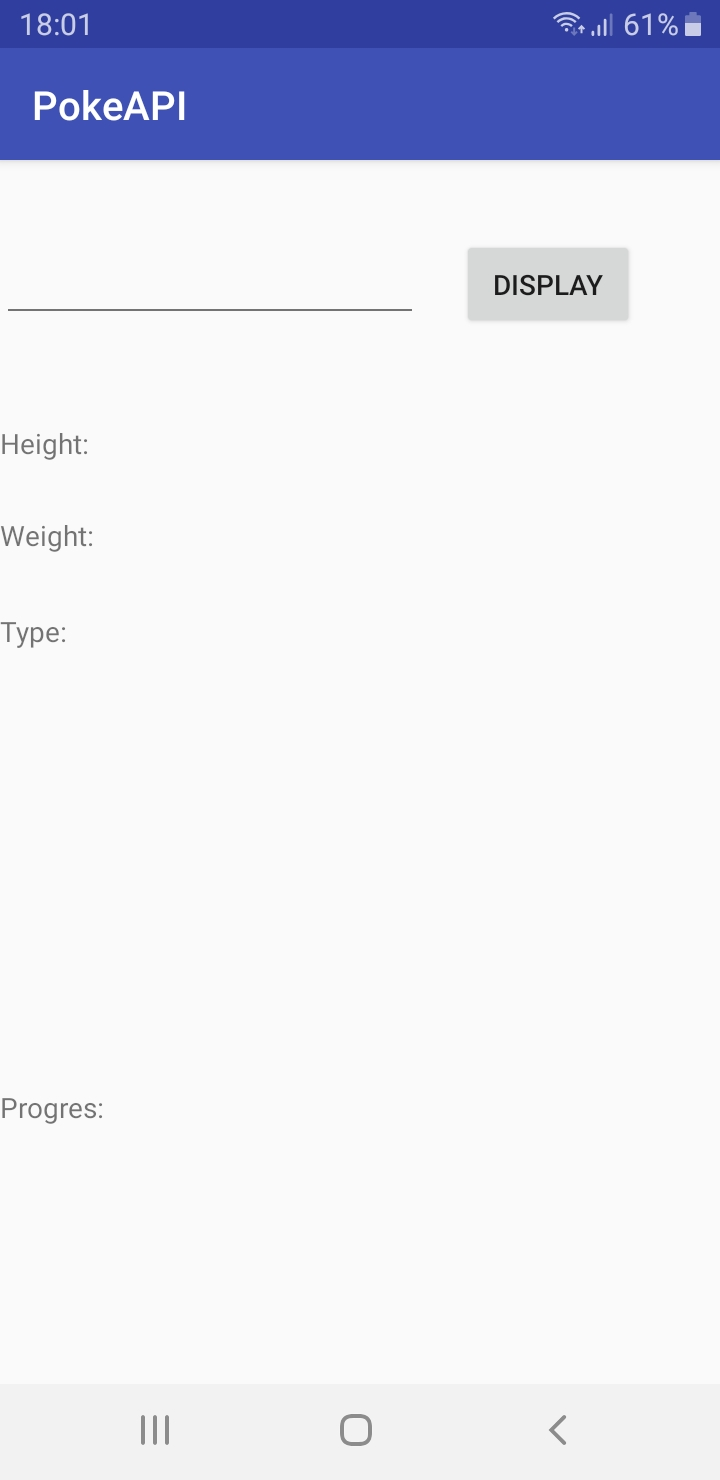 18:01 61%
PokeAPI
DISPLAY
Height:
Weight:
Type:
Progres: